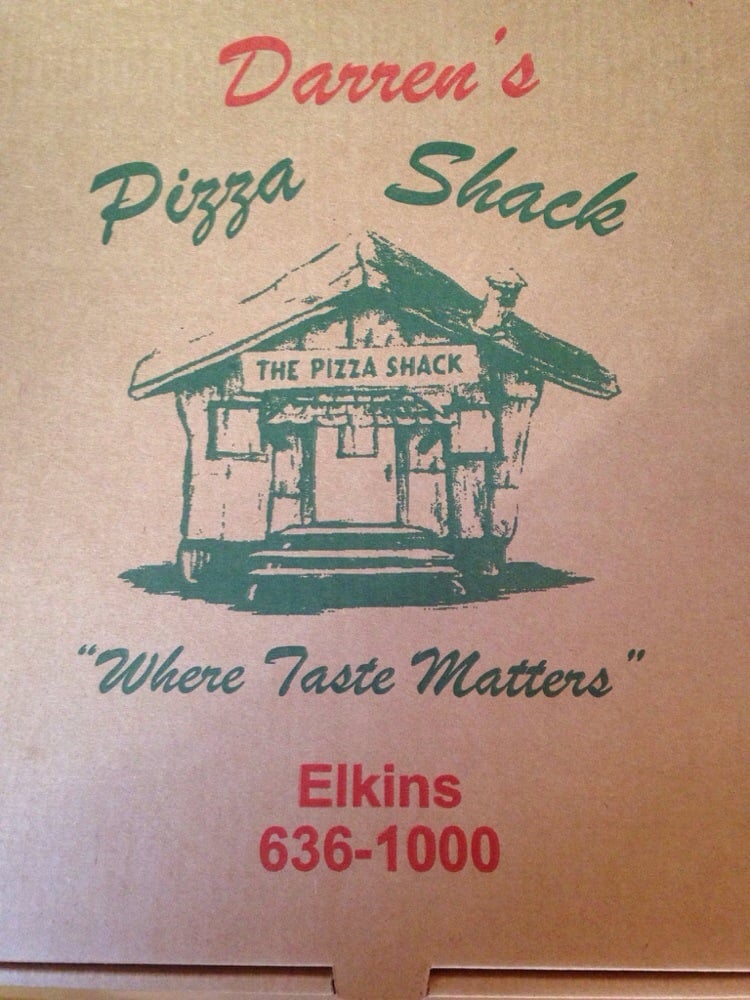 Darren's
Pizza Shack
THE PIZZA SHACK
"Where Taste Matters"
Elkins
636-1000